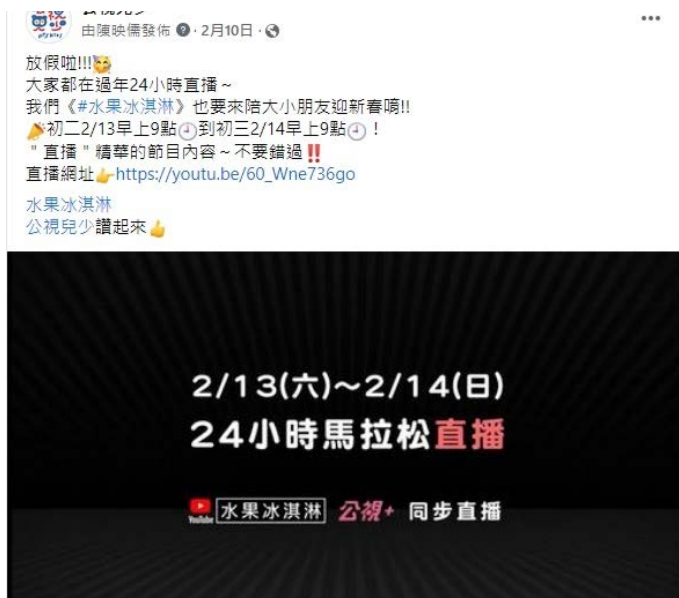 由陳映儒發佈 · 2月10日 ·
放假啦!!!🥰
大家都在過年24小時直播~
我們《#水果冰淇淋》也要來陪大小朋友迎新春唷!!
🎉初二2/13早上9點🕘到初三2/14早上9點🕘！
"直播"精華的節目內容~不要錯過‼️
直播網址👉https://youtu.be/60_Wne736go
水果冰淇淋
公視兒少讚起來👍
2/13(六)～2/14(日)
24小時馬拉松直播
YouTube 水果冰淇淋 公視+ 同步直播